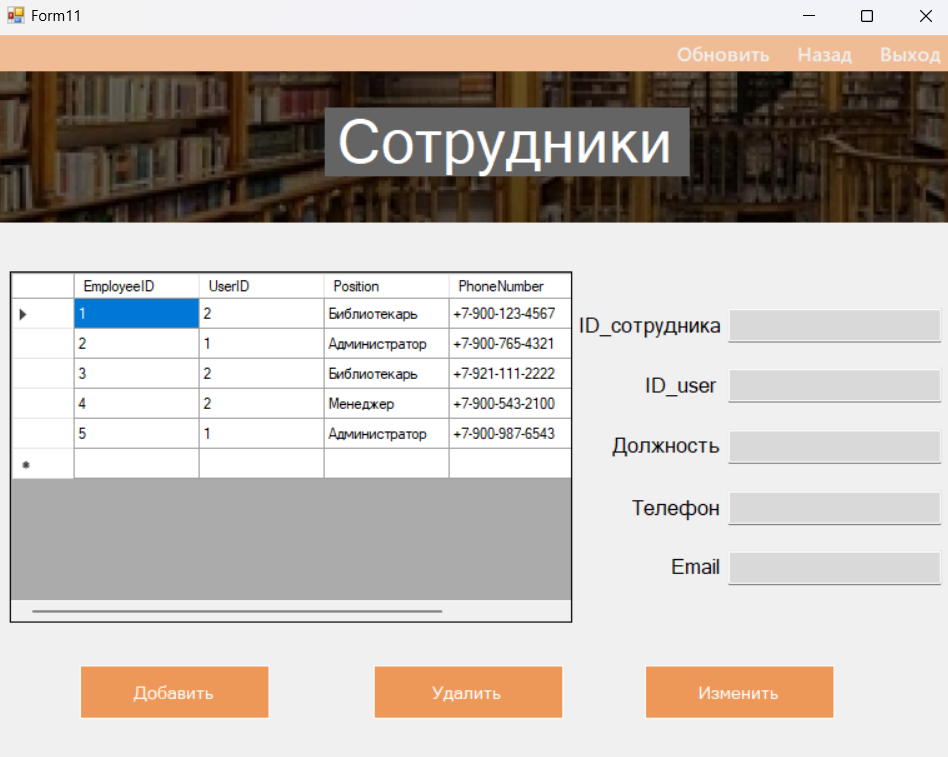 Form11
Обновить Назад Выход
Сотрудники
EmployeeID UserID Position PhoneNumber
1 2 Библиотекарь +7-900-123-4567
2 1 Администратор +7-900-765-4321
3 2 Библиотекарь +7-921-111-2222
4 2 Менеджер +7-900-543-2100
5 1 Администратор +7-900-987-6543
ID_сотрудника
ID_user
Должность
Телефон
Email
Добавить Удалить Изменить